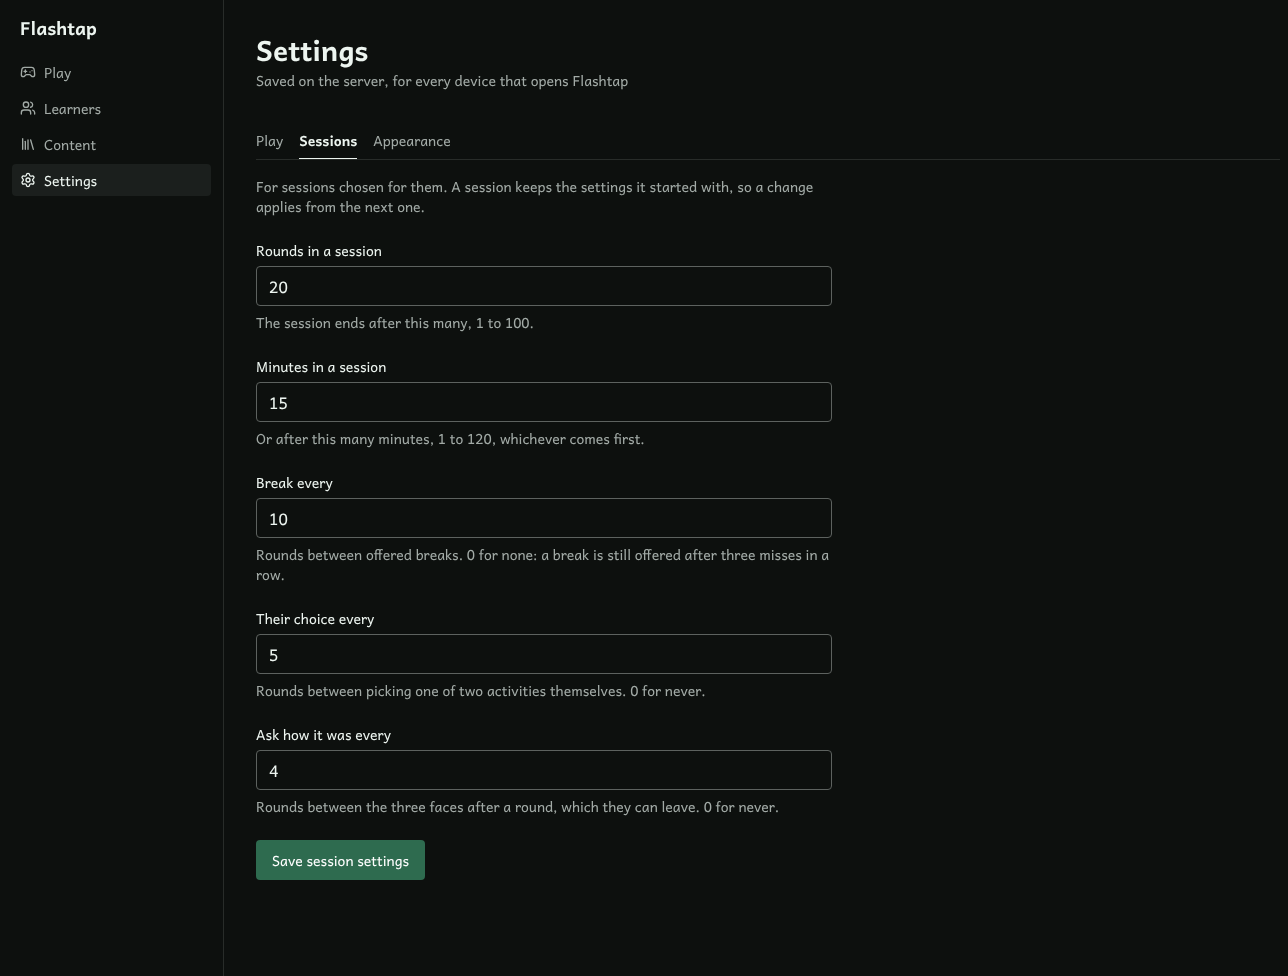 Flashtap
Play
Learners
Content
Settings
Settings
Saved on the server, for every device that opens Flashtap
Play Sessions Appearance
For sessions chosen for them. A session keeps the settings it started with, so a change
applies from the next one.
Rounds in a session
20
The session ends after this many, 1 to 100.
Minutes in a session
15
Or after this many minutes, 1 to 120, whichever comes first.
Break every
10
Rounds between offered breaks. 0 for none: a break is still offered after three misses in a
row.
Their choice every
5
Rounds between picking one of two activities themselves. 0 for never.
Ask how it was every
4
Rounds between the three faces after a round, which they can leave. 0 for never.
Save session settings